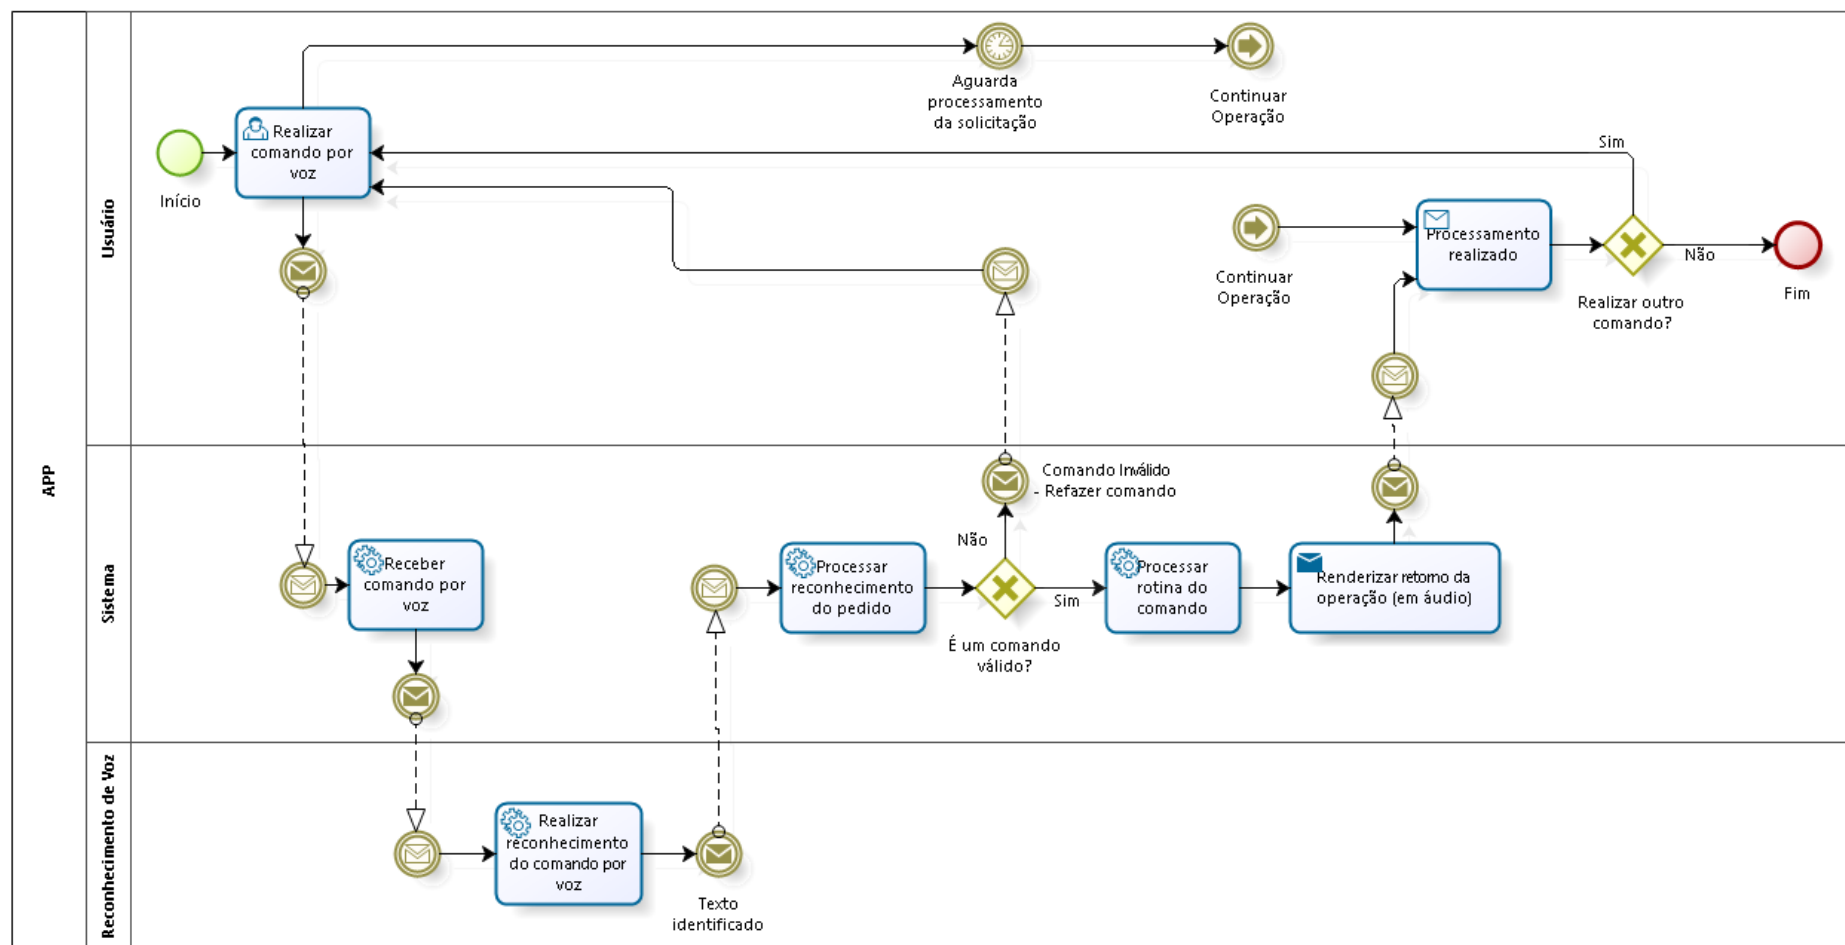 APP
Usuário
Início
Realizar
comando por
voz
Aguarda
processamento
da solicitação
Continuar
Operação
Sim
Continuar
Operação
Processamento
realizado
Realizar outro
comando?
Não
Fim
Sistema
Receber
comando por
voz
Processar
reconhecimento
do pedido
Não
Comando Inválido
- Refazer comando
É um comando
válido?
Sim
Processar
rotina do
comando
Renderizar retorno da
operação (em áudio)
Reconhecimento de Voz
Realizar
reconhecimento
do comando por
voz
Texto
identificado